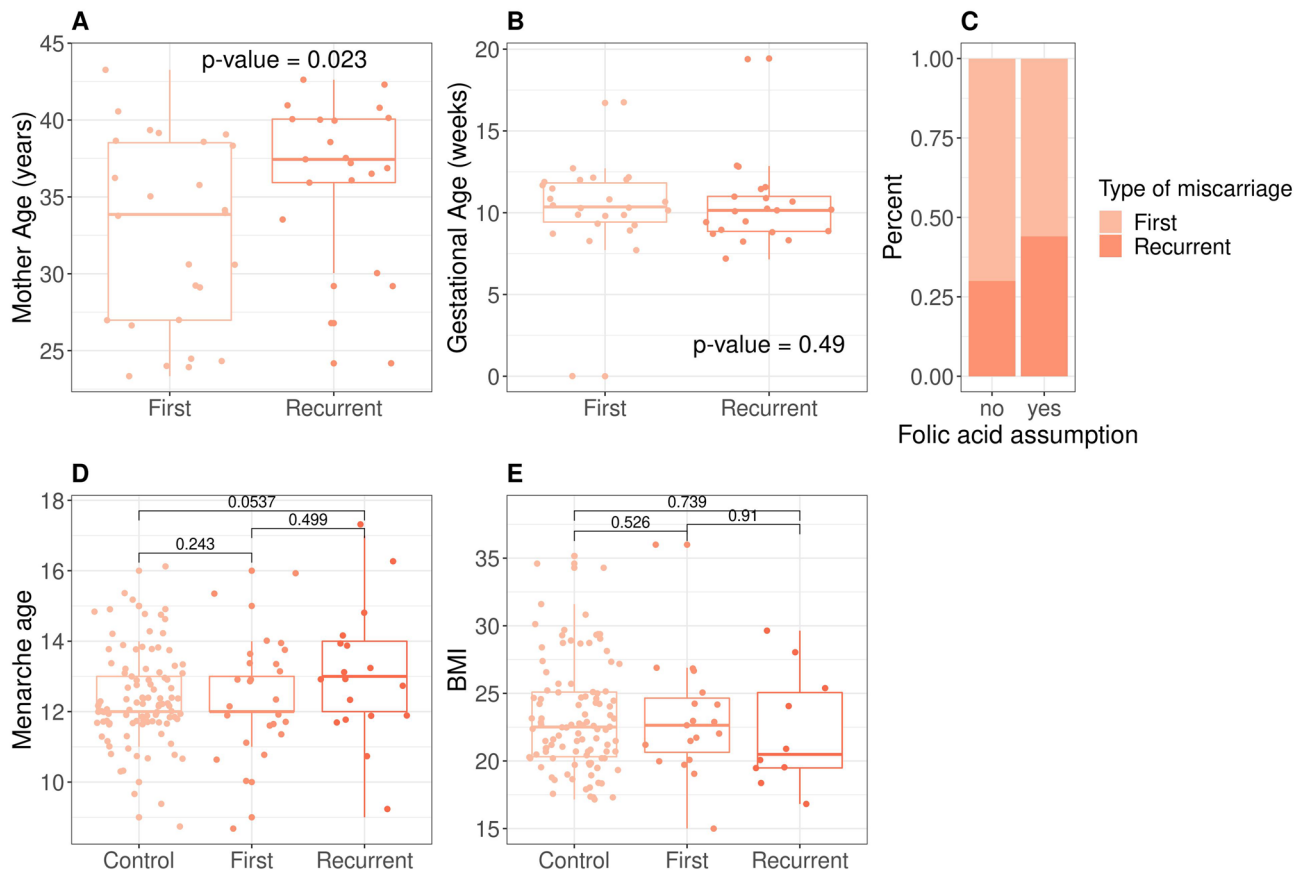 A
Mother Age (years)
45
40
35
30
25
p-value = 0.023
First
Recurrent
B
Gestational Age (weeks)
20
15
10
5
0
p-value = 0.49
First
Recurrent
C
Percent
1.00
0.75
0.50
0.25
0.00
no
yes
Folic acid assumption
Type of miscarriage
First
Recurrent
D
Menarche age
18
16
14
12
10
0.0537
0.499
0.243
Control
First
Recurrent
E
BMI
35
30
25
20
15
0.739
0.526
0.91
Control
First
Recurrent